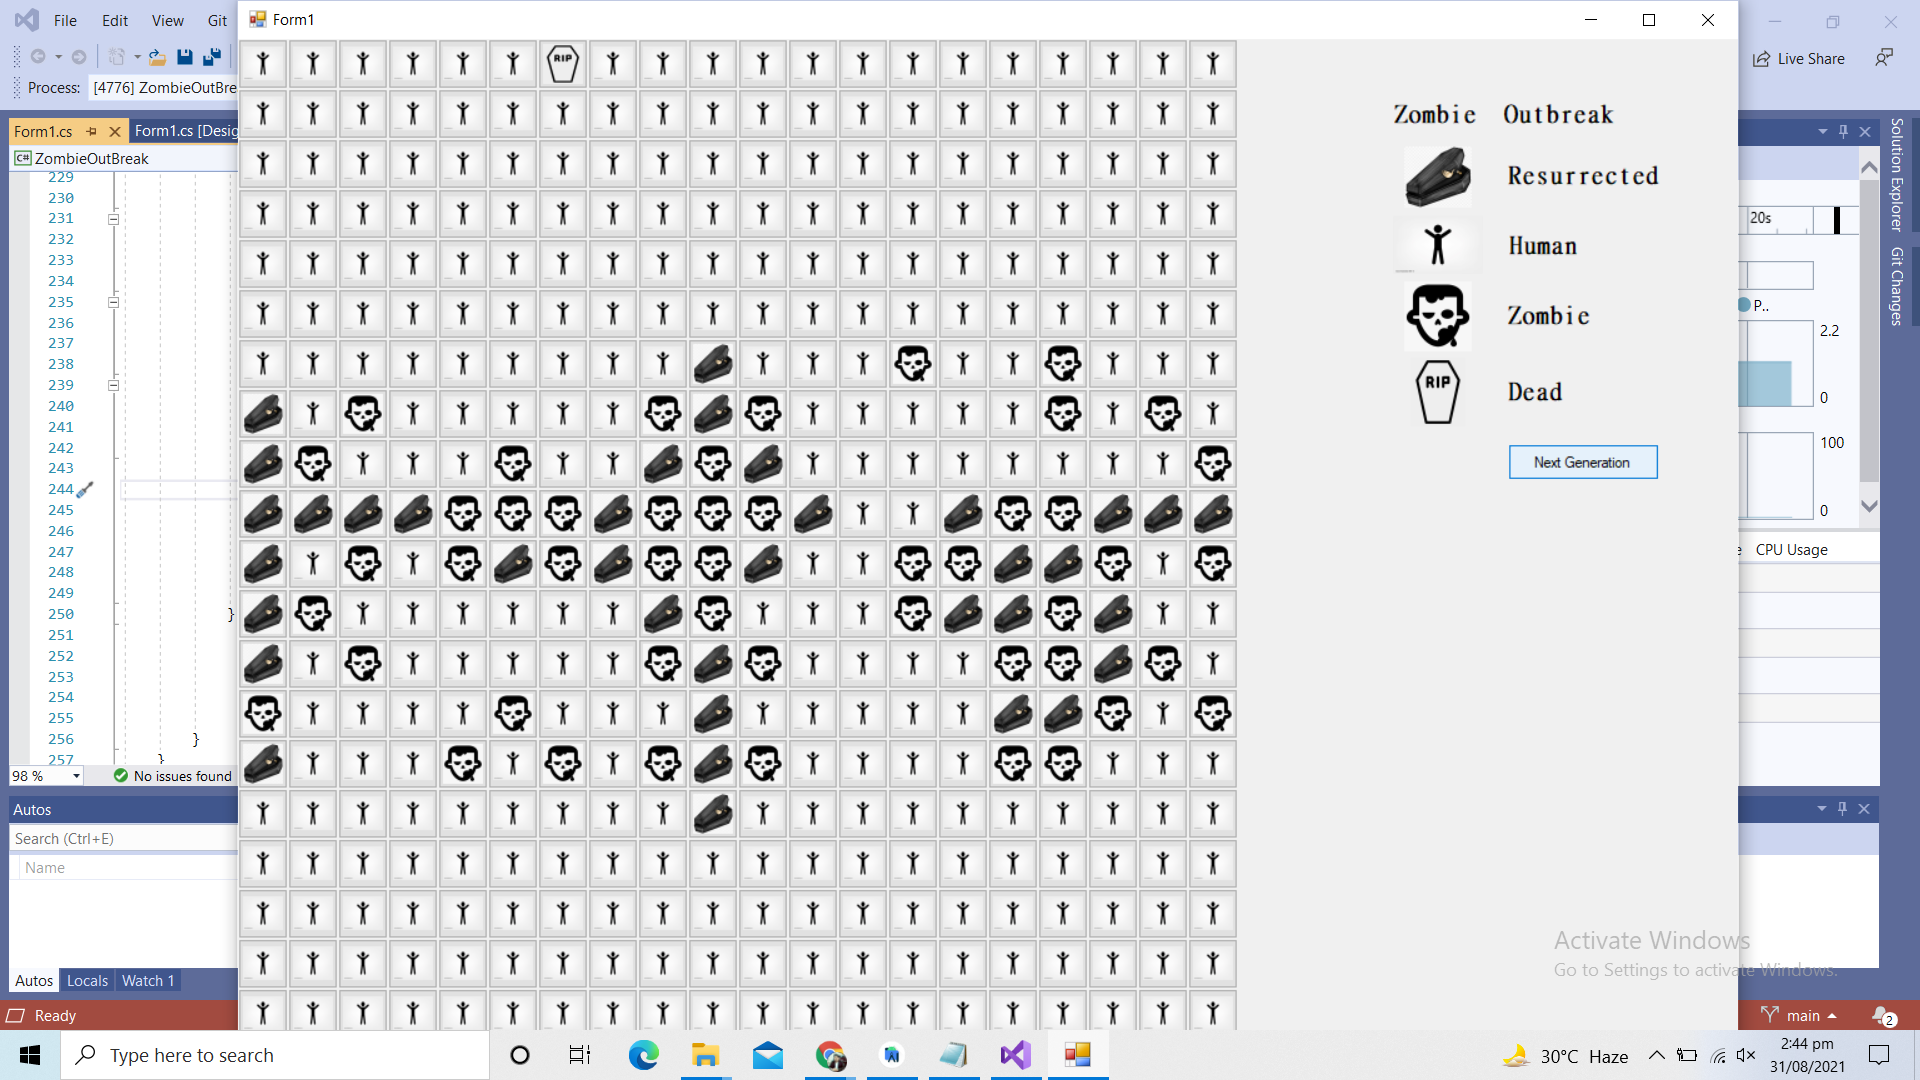 File Edit View Git
Form1
Live Share
Process: [4776] ZombieOutBre
Form1.cs
Form1.cs [Desig
ZombieOutBreak
229
230
231
232
233
234
235
236
237
238
239
240
241
242
243
244
245
246
247
248
249
250 }
251
252
253
254
255
256 }
257 }
98 %
No issues found
Autos
Search (Ctrl+E)
Name
Autos Locals Watch 1
Ready
RIP
Zombie Outbreak
Resurrected
Human
Zombie
RIP
Dead
Next Generation
Solution Explorer
Git Changes
20s
P..
2.2
0
100
0
e CPU Usage
Activate Windows
Go to Settings to activate Windows.
main
2
Type here to search
30°C Haze
2:44 pm
31/08/2021